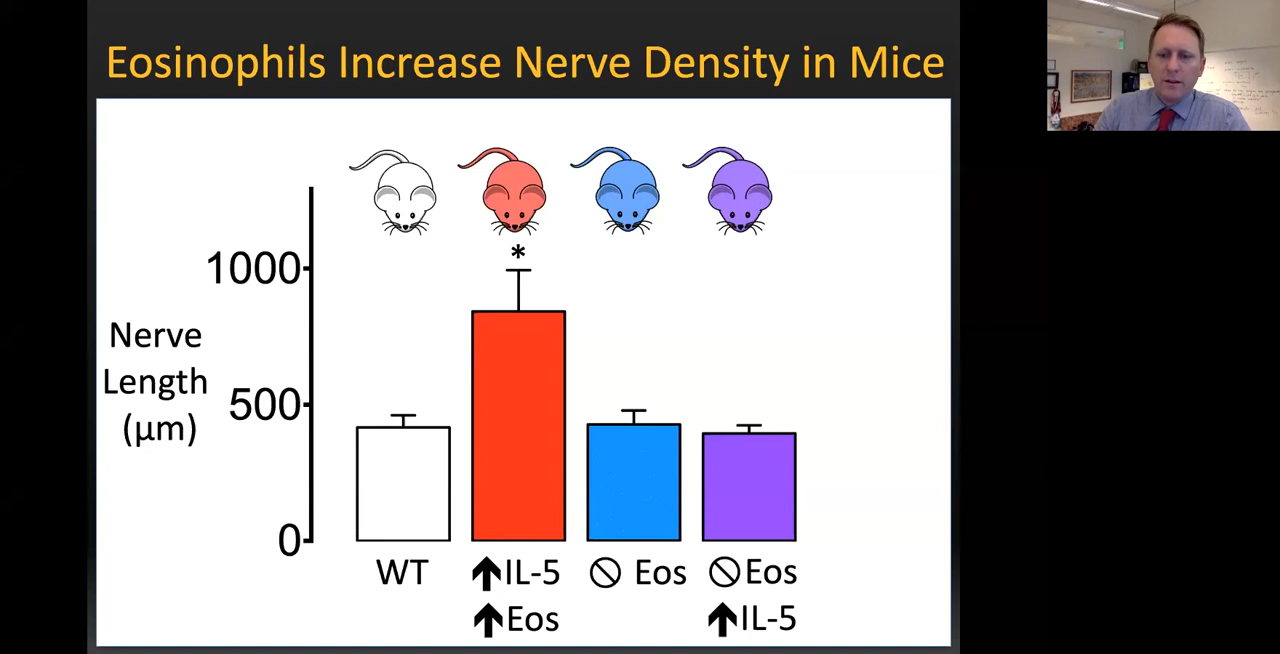 Eosinophils Increase Nerve Density in Mice
*
1000
Nerve
Length
(µm)
500
0
WT
↑IL-5
↑Eos
🛇 Eos
🛇Eos
↑IL-5